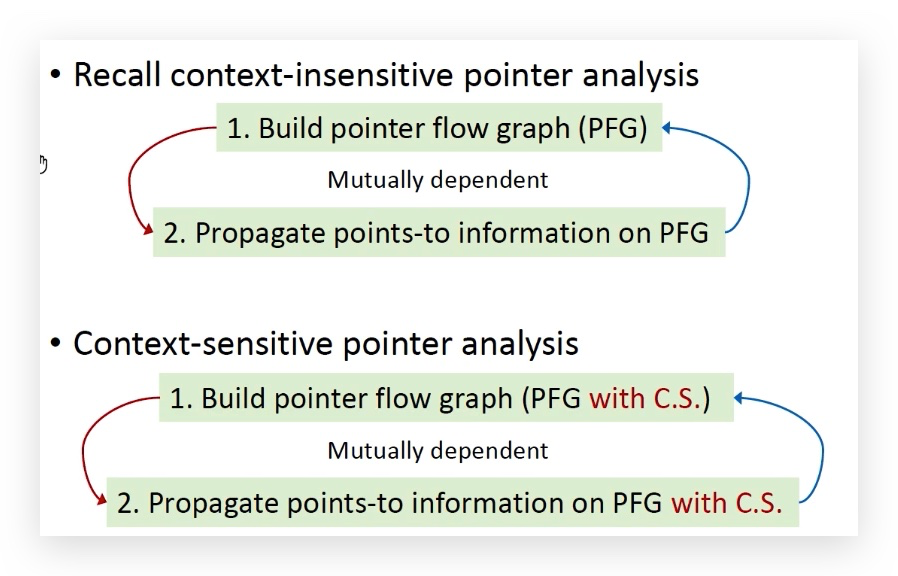 • Recall context-insensitive pointer analysis
1. Build pointer flow graph (PFG)
Mutually dependent
2. Propagate points-to information on PFG
• Context-sensitive pointer analysis
1. Build pointer flow graph (PFG with C.S.)
Mutually dependent
2. Propagate points-to information on PFG with C.S.